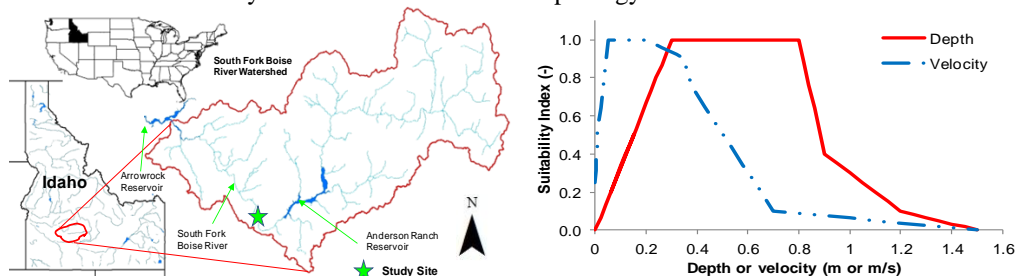 South Fork Boise
River Watershed
Arrowrock
Reservoir
Idaho
South Fork
Boise River
Anderson Ranch
Reservoir
N
Study Site
Suitability Index (-)
1.0
0.8
0.6
0.4
0.2
0.0
0
0.2
0.4
0.6
0.8
1
1.2
1.4
1.6
Depth or velocity (m or m/s)
Depth
Velocity